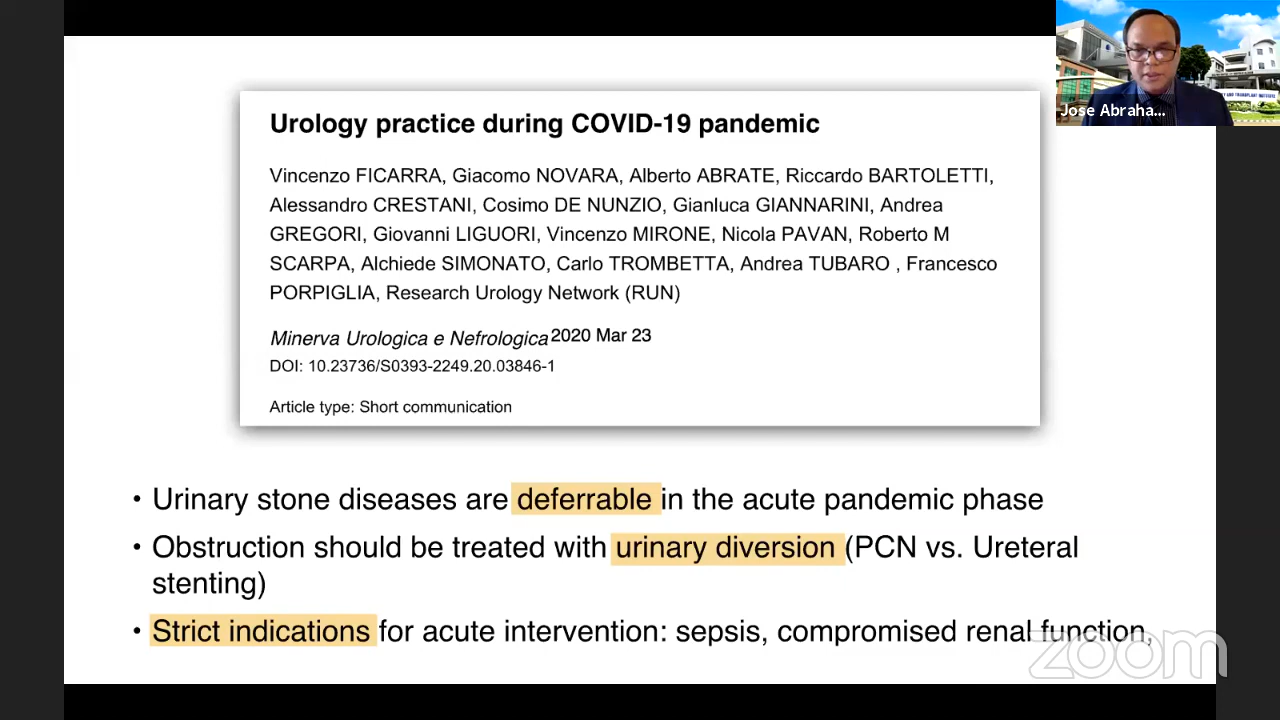 Urology practice during COVID-19 pandemic
Vincenzo FICARRA, Giacomo NOVARA, Alberto ABRATE, Riccardo BARTOLETTI,
Alessandro CRESTANI, Cosimo DE NUNZIO, Gianluca GIANNARINI, Andrea
GREGORI, Giovanni LIGUORI, Vincenzo MIRONE, Nicola PAVAN, Roberto M
SCARPA, Alchiede SIMONATO, Carlo TROMBETTA, Andrea TUBARO , Francesco
PORPIGLIA, Research Urology Network (RUN)
Minerva Urologica e Nefrologica 2020 Mar 23
DOI: 10.23736/S0393-2249.20.03846-1
Article type: Short communication
• Urinary stone diseases are deferrable in the acute pandemic phase
• Obstruction should be treated with urinary diversion (PCN vs. Ureteral
stenting)
• Strict indications for acute intervention: sepsis, compromised renal function,
Jose Abraha...
AND TRANSPLANT INSTITUTE
zoom